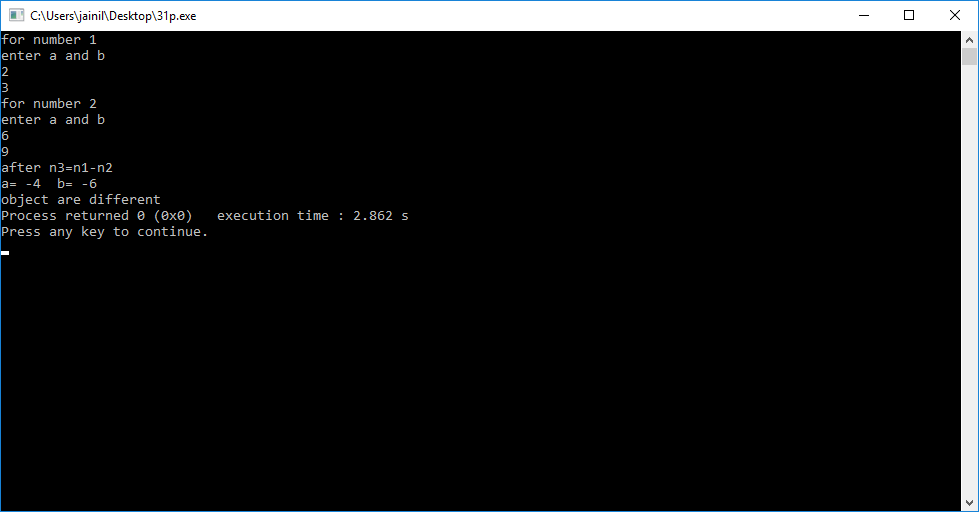 C:\Users\jainil\Desktop\31p.exe
for number 1
enter a and b
2
3
for number 2
enter a and b
6
9
after n3=n1-n2
a= -4  b= -6
object are different
Process returned 0 (0x0)   execution time : 2.862 s
Press any key to continue.